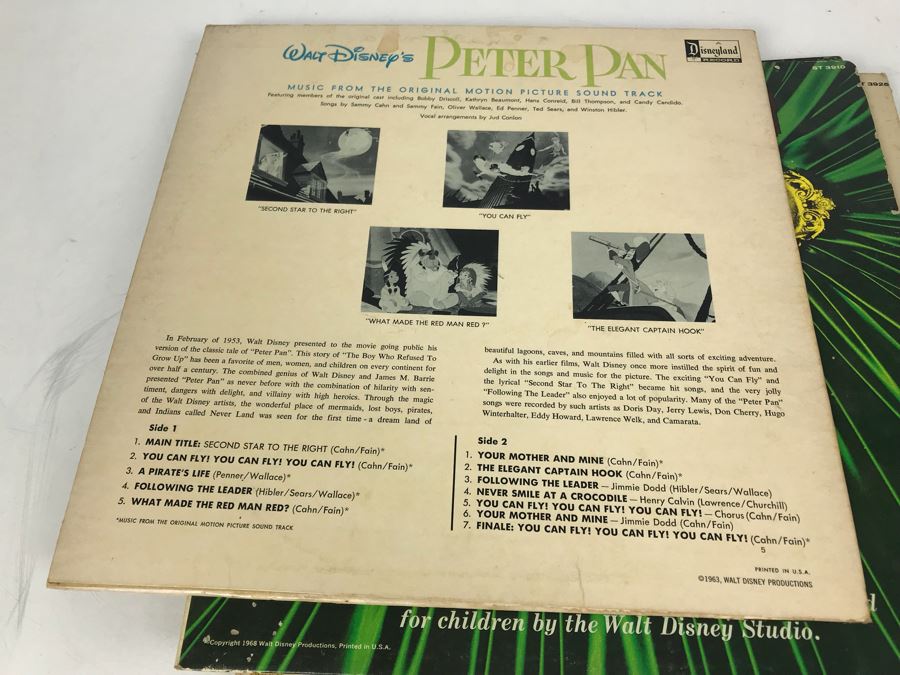 Walt Disney's PETER PAN
A
Disneyland
RECORD
MUSIC FROM THE ORIGINAL MOTION PICTURE SOUND TRACK
Featuring members of the original cast including Bobby Driscoll, Kathryn Beaumont, Hans Conreid, Bill Thompson, and Candy Candido.
Songs by Sammy Cahn and Sammy Fain, Oliver Wallace, Ed Penner, Ted Sears, and Winston Hibler.
Vocal arrangements by Jud Conlon
"SECOND STAR TO THE RIGHT"
"YOU CAN FLY"
"WHAT MADE THE RED MAN RED?"
"THE ELEGANT CAPTAIN HOOK"
In February of 1953, Walt Disney presented to the movie going public his
version of the classic tale of "Peter Pan". This story of "The Boy Who Refused To
Grow Up" has been a favorite of men, women, and children on every continent for
over half a century. The combined genius of Walt Disney and James M. Barrie
presented "Peter Pan" as never before with the combination of hilarity with sen-
timent, dangers with delight, and villainy with high heroics. Through the magic
of the Walt Disney artists, the wonderful place of mermaids, lost boys, pirates,
and Indians called Never Land was seen for the first time - a dream land of
beautiful lagoons, caves, and mountains filled with all sorts of exciting adventure.
As with his earlier films, Walt Disney once more instilled the spirit of fun and
delight in the songs and music for the picture. The exciting "You Can Fly" and
the lyrical "Second Star To The Right" became hit songs, and the very jolly
"Following The Leader" also enjoyed a lot of popularity. Many of the "Peter Pan"
songs were recorded by such artists as Doris Day, Jerry Lewis, Don Cherry, Hugo
Winterhalter, Eddy Howard, Lawrence Welk, and Camarata.
Side 1
1. MAIN TITLE: SECOND STAR TO THE RIGHT (Cahn/Fain)*
2. YOU CAN FLY! YOU CAN FLY! YOU CAN FLY! (Cahn/Fain)*
3. A PIRATE'S LIFE (Penner/Wallace)*
4. FOLLOWING THE LEADER (Hibler/Sears/Wallace)*
5. WHAT MADE THE RED MAN RED? (Cahn/Fain)*
*MUSIC FROM THE ORIGINAL MOTION PICTURE SOUND TRACK
Side 2
1. YOUR MOTHER AND MINE (Cahn/Fain)*
2. THE ELEGANT CAPTAIN HOOK (Cahn/Fain)*
3. FOLLOWING THE LEADER — Jimmie Dodd (Hibler/Sears/Wallace)
4. NEVER SMILE AT A CROCODILE — Henry Calvin (Lawrence/Churchill)
5. YOU CAN FLY! YOU CAN FLY! YOU CAN FLY! — Chorus (Cahn/Fain)
6. YOUR MOTHER AND MINE — Jimmie Dodd (Cahn/Fain)
7. FINALE: YOU CAN FLY! YOU CAN FLY! YOU CAN FLY! (Cahn/Fain)*
5
PRINTED IN U.S.A.
©1963, WALT DISNEY PRODUCTIONS
ST 3910
ST 3925
for children by the Walt Disney Studio.
©Copyright 1968 Walt Disney Productions, Printed in U.S.A.